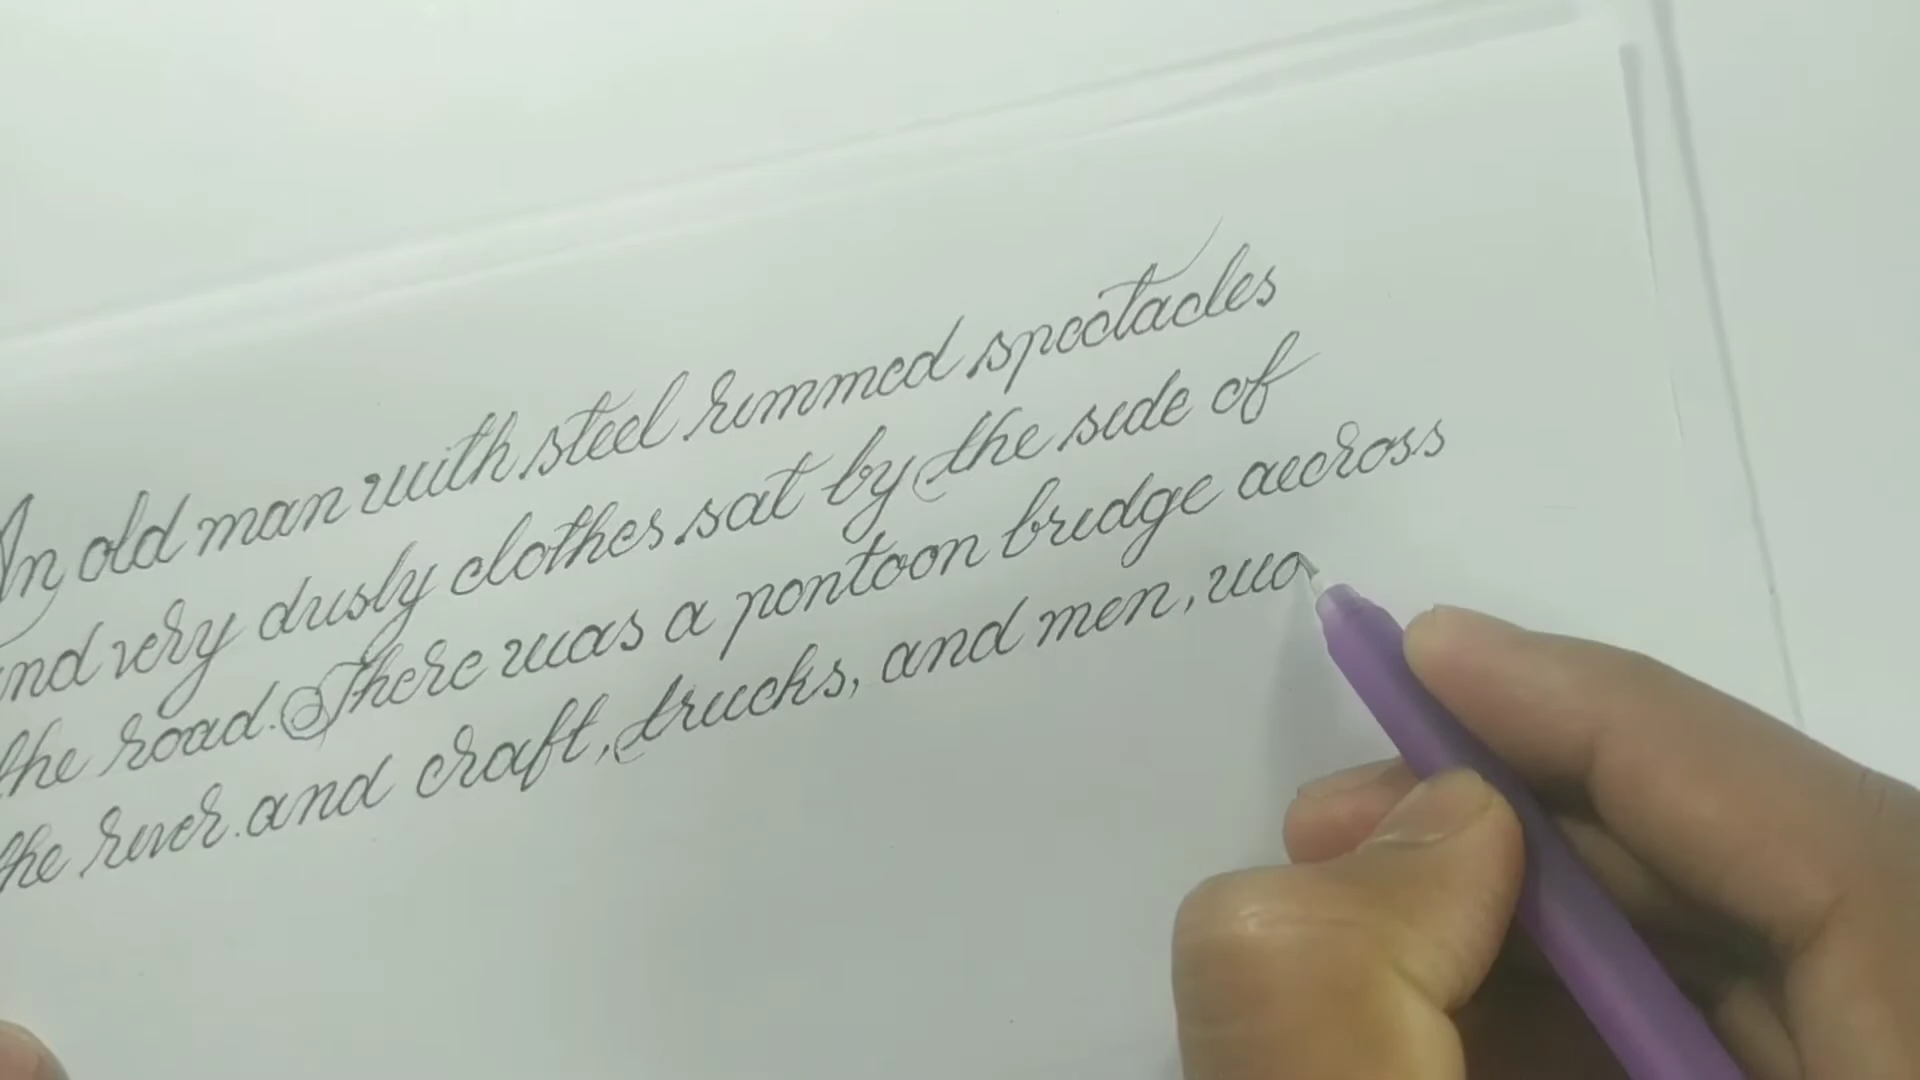 An old man with steel rimmed spectacles
and very dusty clothes sat by the side of
the road. There was a pontoon bridge accross
the river and craft, trucks, and men, wo